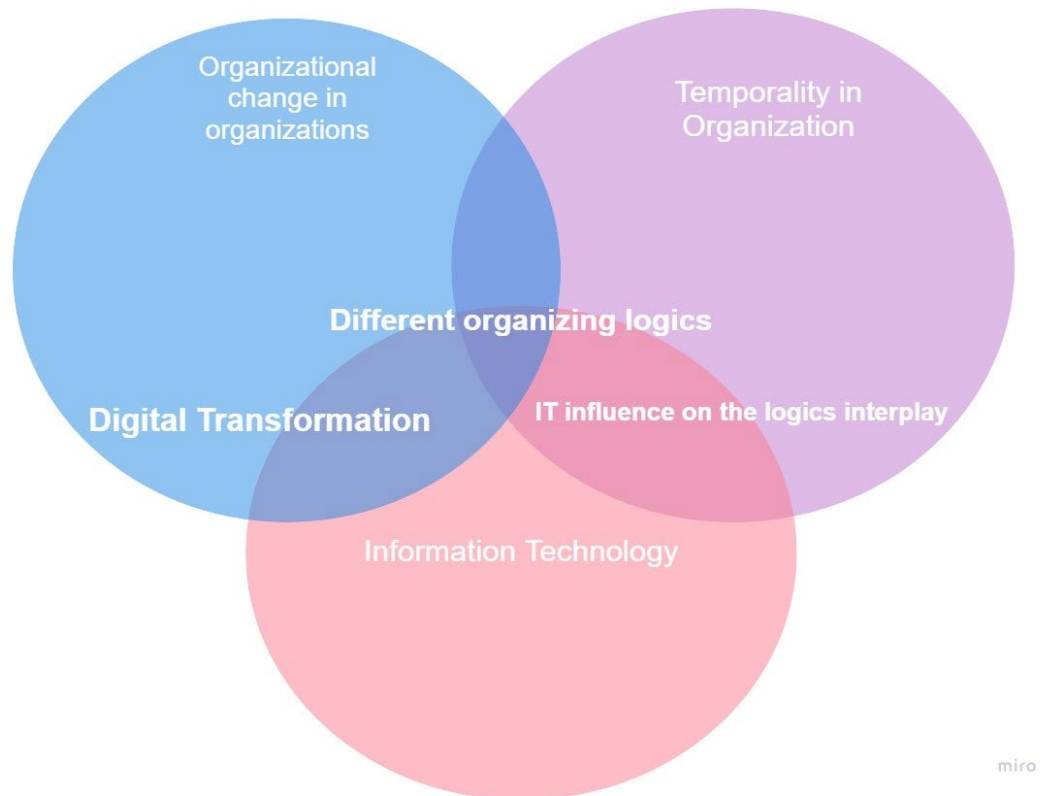 Organizational
change in
organizations
Temporality in
Organization
Different organizing logics
Digital Transformation
IT influence on the logics interplay
Information Technology
miro